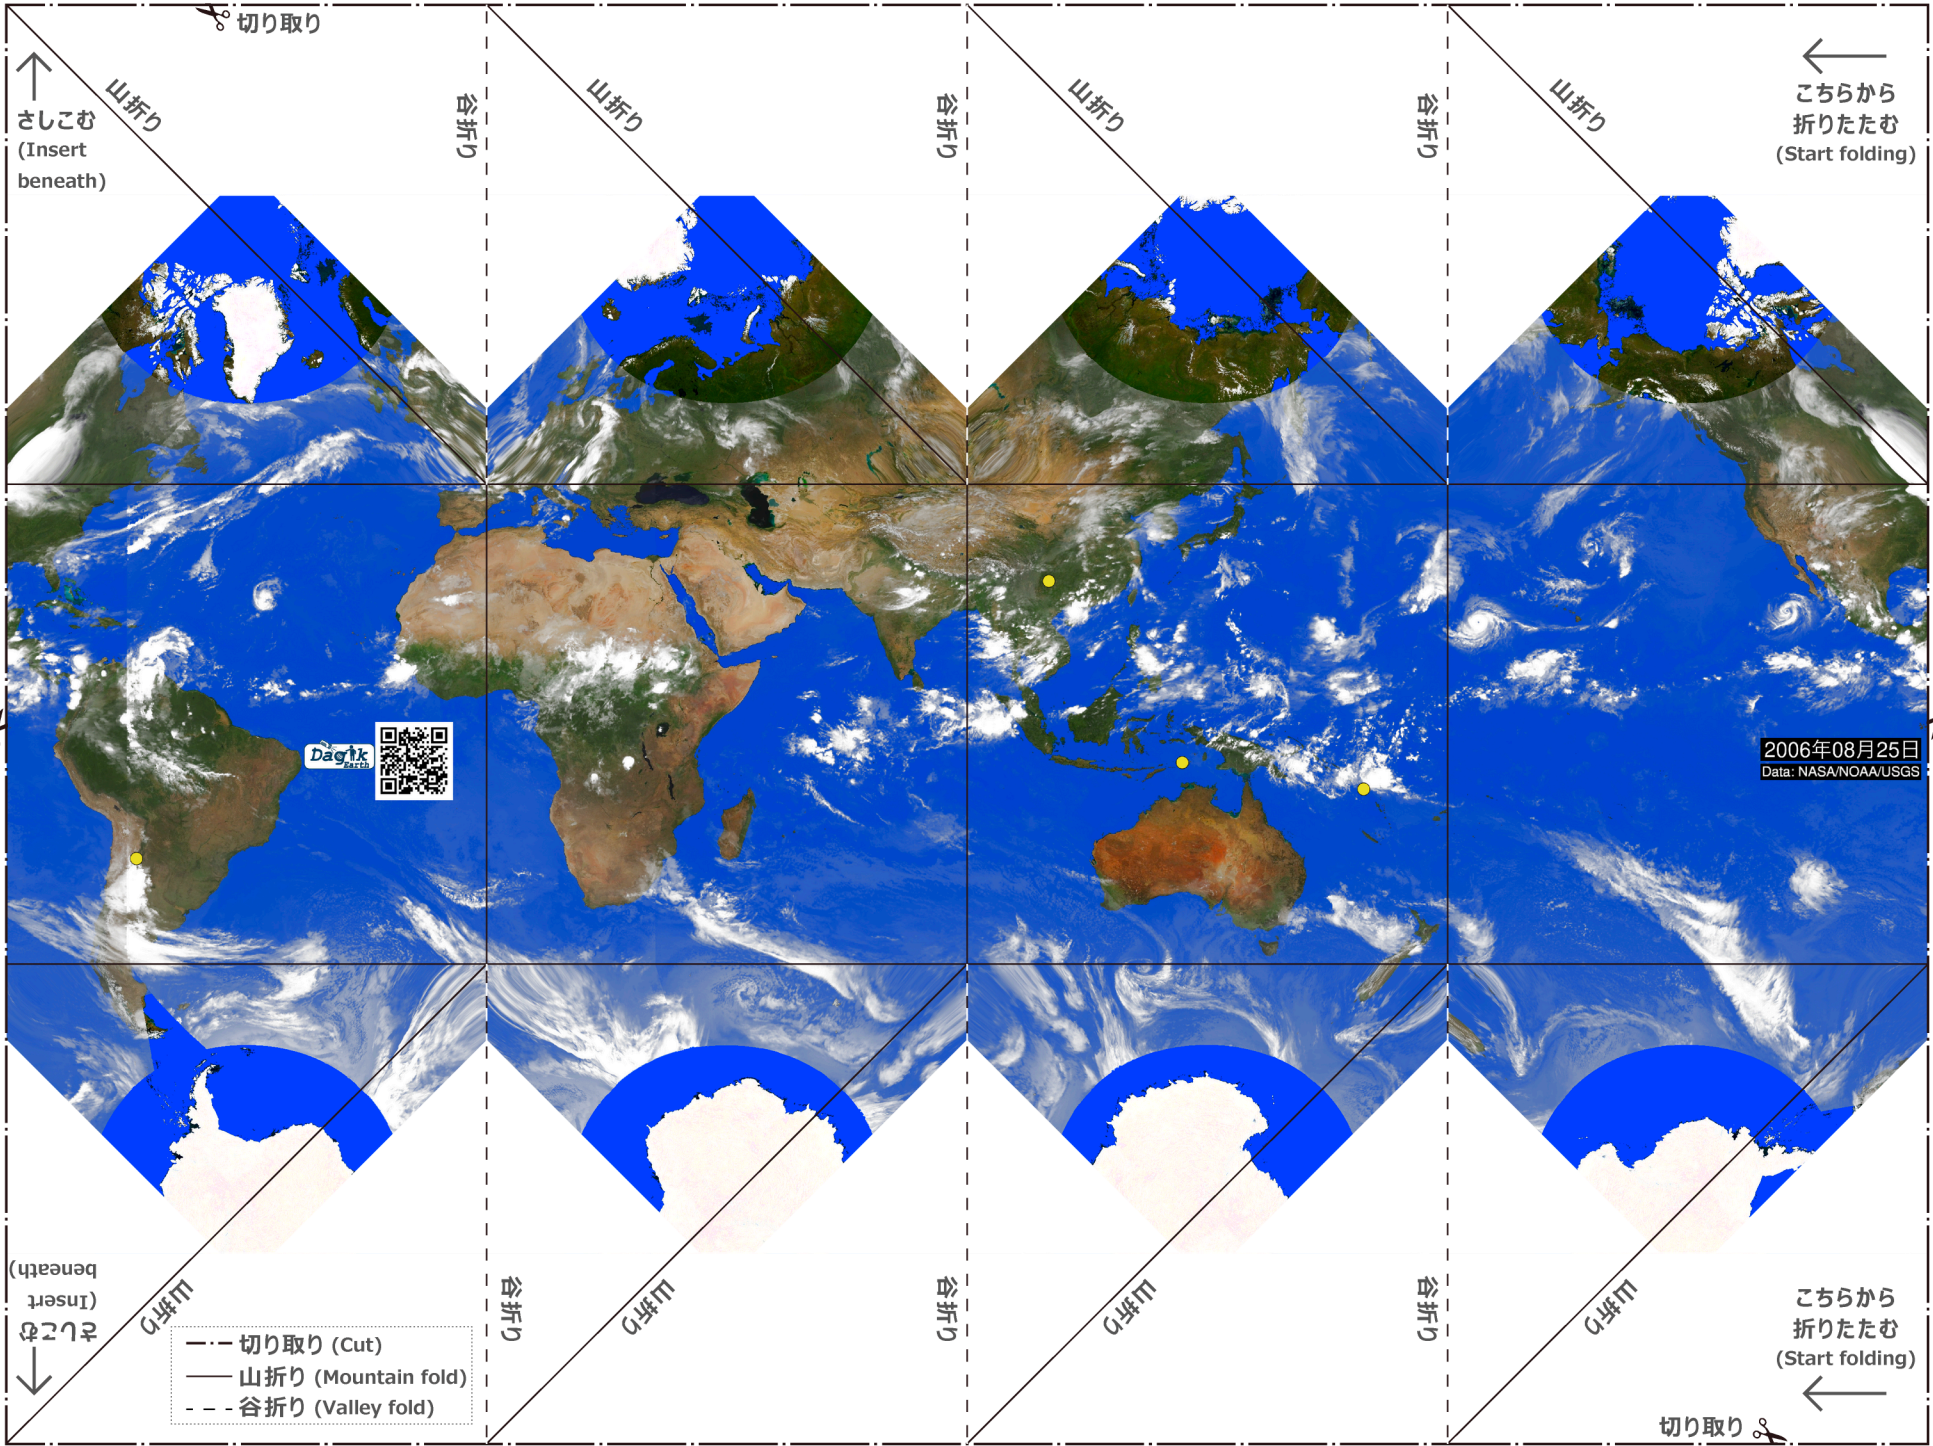 切り取り
山折り
谷折り
山折り
谷折り
山折り
谷折り
山折り
さしこむ
(Insert
beneath)
こちらから
折りたたむ
(Start folding)
Dagik
Earth
2006年08月25日
Data: NASA/NOAA/USGS
さしこむ
(Insert
beneath)
山折り
谷折り
山折り
谷折り
山折り
谷折り
山折り
切り取り (Cut)
山折り (Mountain fold)
谷折り (Valley fold)
こちらから
折りたたむ
(Start folding)
切り取り